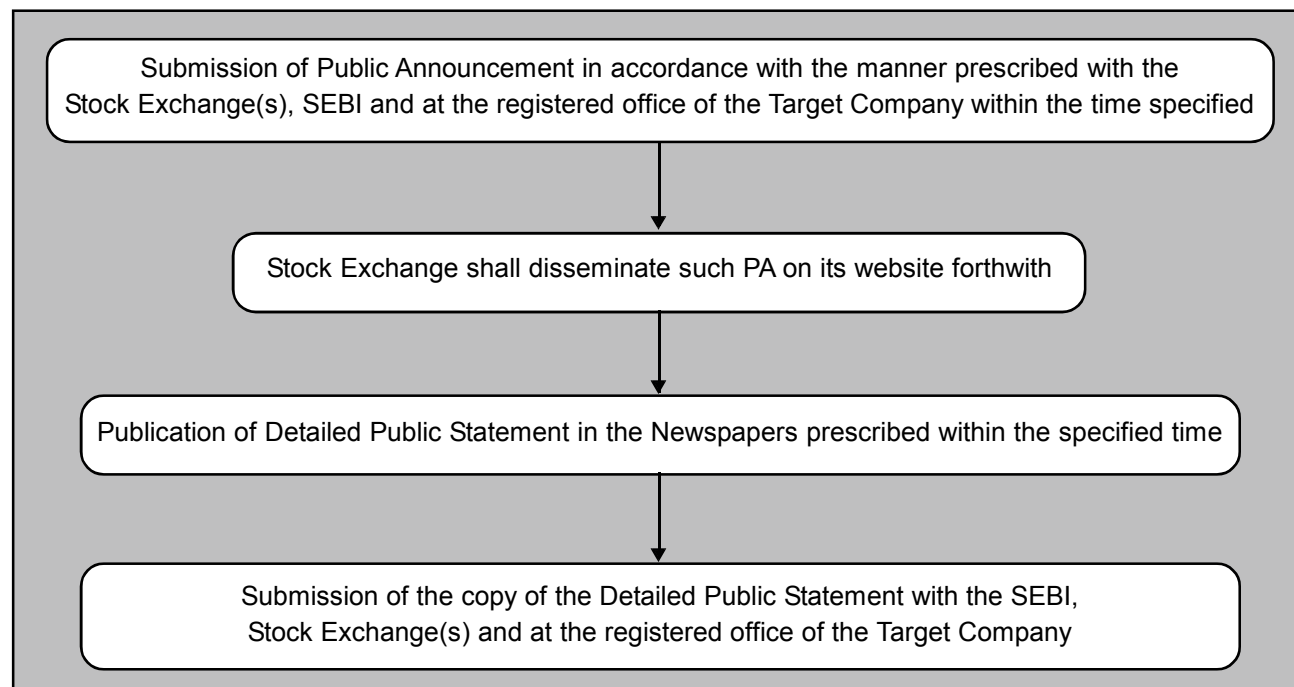 Submission of Public Announcement in accordance with the manner prescribed with the
Stock Exchange(s), SEBI and at the registered office of the Target Company within the time specified
Stock Exchange shall disseminate such PA on its website forthwith
Publication of Detailed Public Statement in the Newspapers prescribed within the specified time
Submission of the copy of the Detailed Public Statement with the SEBI,
Stock Exchange(s) and at the registered office of the Target Company